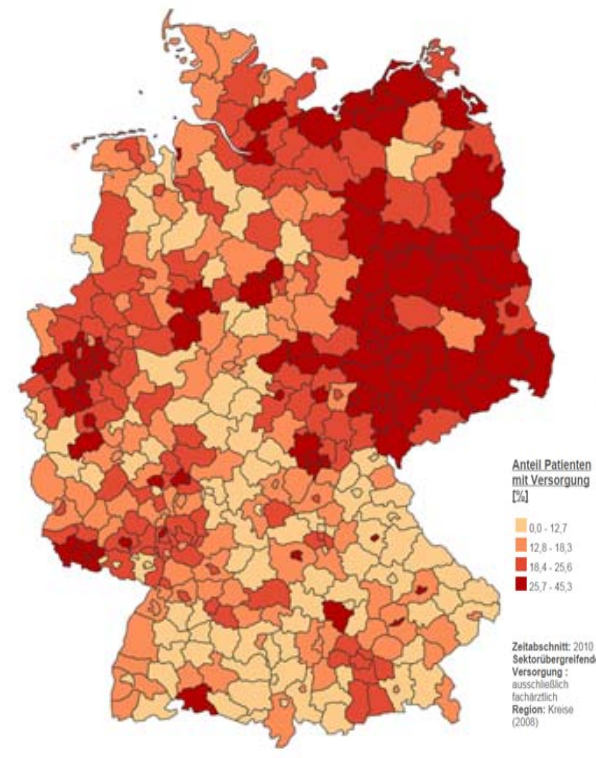 Anteil Patienten
mit Versorgung
[%]
0,0 - 12,7
12,8 - 18,3
18,4 - 25,6
25,7 - 45,3
Zeitabschnitt: 2010
Sektorübergreifende
Versorgung :
ausschließlich
fachärztlich
Region: Kreise
(2008)